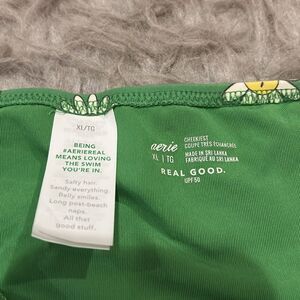 XL/TG
BEING
#AERIEREAL
MEANS LOVING
THE SWIM
YOU'RE IN.
Salty hair.
Sandy everything.
Belly smiles.
Long post-beach
naps.
All that
good stuff.
aerie
XL | TG
CHEEKIEST
COUPE TRÈS ÉCHANCRÉE
MADE IN SRI LANKA
FABRIQUÉ AU SRI LANKA
REAL GOOD.
UPF 50